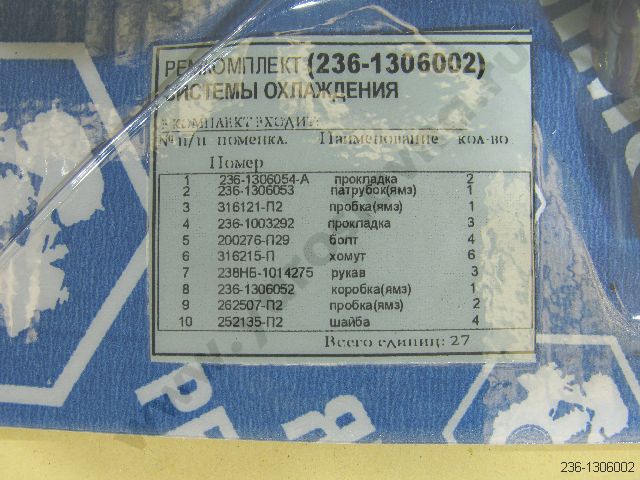 РЕМКОМПЛЕКТ (236-1306002)
СИСТЕМЫ ОХЛАЖДЕНИЯ
В КОМПЛЕКТ ВХОДИТ:
№ п/п номенкл. Наименование кол-во
Номер
1 236-1306054-А прокладка 2
2 236-1306053 патрубок(ямз) 1
3 316121-П2 пробка(ямз) 1
4 236-1003292 прокладка 3
5 200276-П29 болт 4
6 316215-П хомут 6
7 238НБ-1014275 рукав 3
8 236-1306052 коробка(ямз) 1
9 262507-П2 пробка(ямз) 2
10 252135-П2 шайба 4
Всего единиц: 27
236-1306002